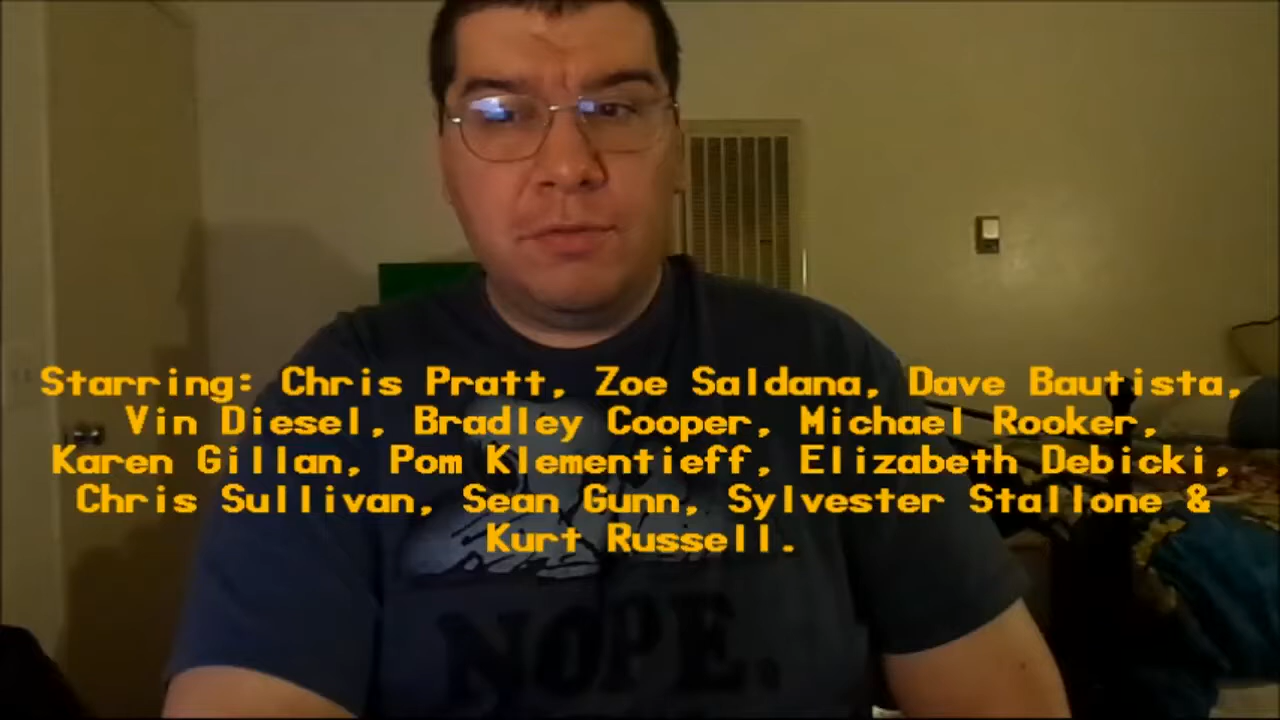 Starring: Chris Pratt, Zoe Saldana, Dave Bautista,
Vin Diesel, Bradley Cooper, Michael Rooker,
Karen Gillan, Pom Klementieff, Elizabeth Debicki,
Chris Sullivan, Sean Gunn, Sylvester Stallone &
Kurt Russell.
NOPE.